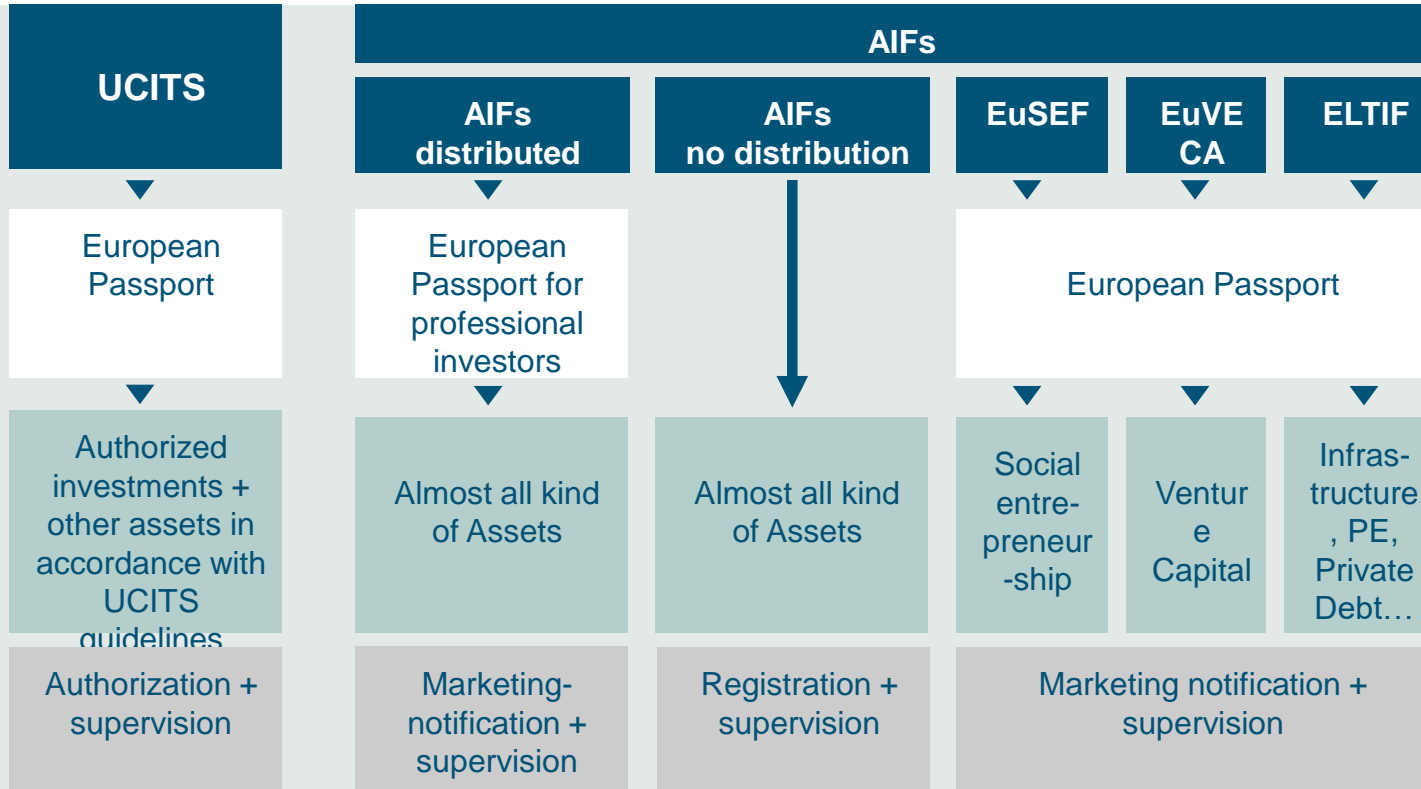 UCITS
AIFs
AIFs
distributed
AIFs
no distribution
EuSEF
EuVE
CA
ELTIF
European
Passport
European
Passport for
professional
investors
European Passport
Authorized
investments +
other assets in
accordance with
UCITS
guidelines
Almost all kind
of Assets
Almost all kind
of Assets
Social
entre-
preneur
-ship
Ventur
e
Capital
Infras-
tructure
, PE,
Private
Debt…
Authorization +
supervision
Marketing-
notification +
supervision
Registration +
supervision
Marketing notification +
supervision